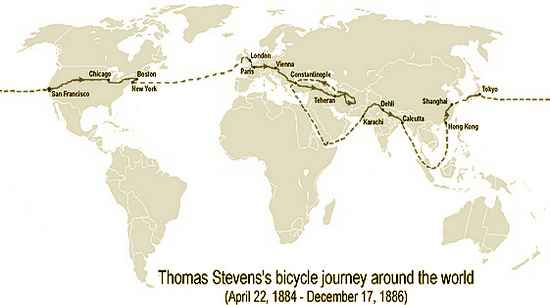 London
Chicago
Boston
Vienna
Paris
Constantinople
New York
San Francisco
Tokyo
Teheran
Shanghai
Dehli
Karachi
Calcutta
Hong Kong
Thomas Stevens's bicycle journey around the world
(April 22, 1884 - December 17, 1886)